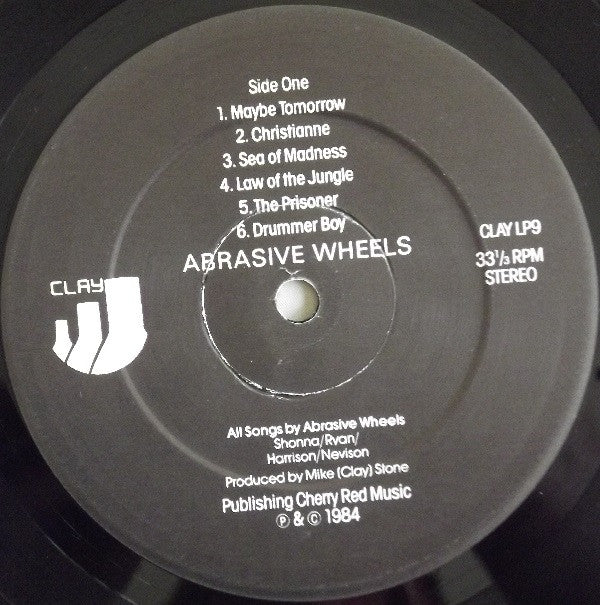 Side One
1. Maybe Tomorrow
2. Christianne
3. Sea of Madness
4. Law of the Jungle
5. The Prisoner
6. Drummer Boy
ABRASIVE WHEELS
CLAY
CLAY LP9
33⅓ RPM
STEREO
All Songs by Abrasive Wheels
Shonna/Ryan/
Harrison/Nevison
Produced by Mike (Clay) Stone
Publishing Cherry Red Music
℗ & © 1984